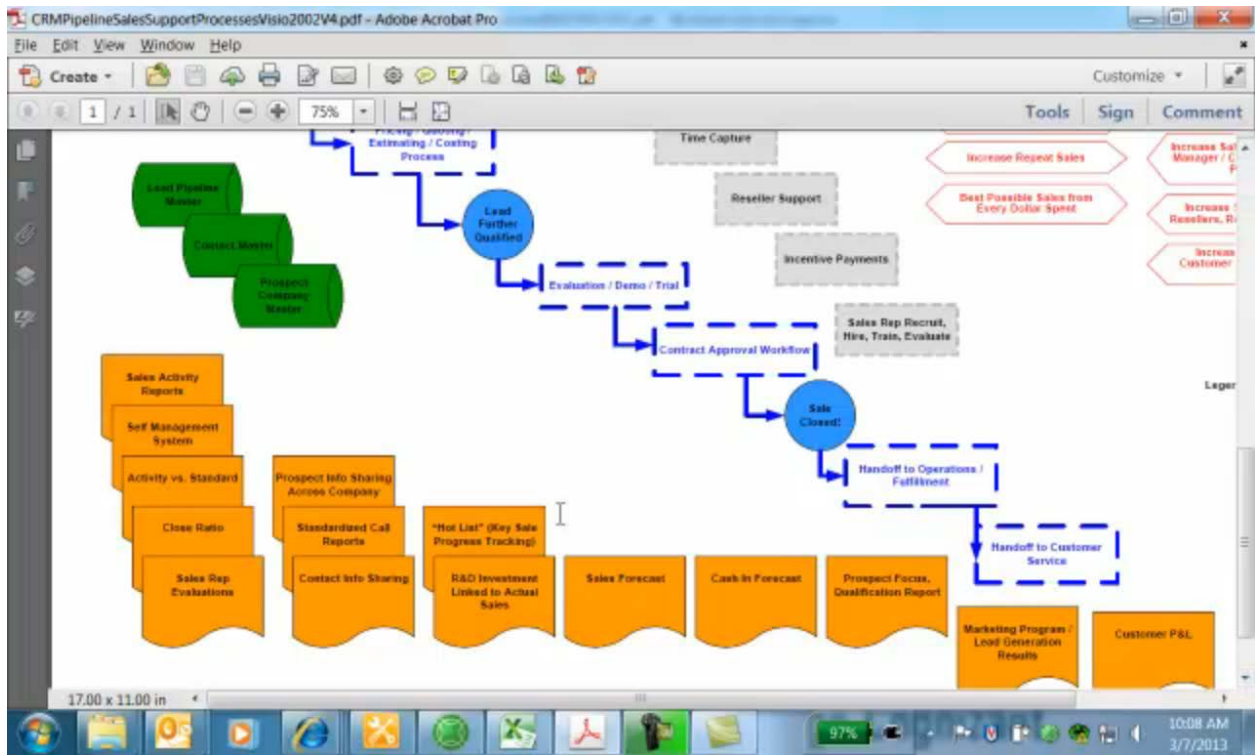 CRMPipelineSalesSupportProcessesVisio2002V4.pdf - Adobe Acrobat Pro
File Edit View Window Help
Create
Customize
1 / 1
75%
Tools Sign Comment
Pricing / Quoting /
Estimating / Costing
Process
Time Capture
Increase Repeat Sales
Lead Pipeline
Master
Reseller Support
Best Possible Sales from
Every Dollar Spent
Lead
Further
Qualified
Contact Master
Incentive Payments
Prospect
Company
Master
Evaluation / Demo / Trial
Sales Rep Recruit,
Hire, Train, Evaluate
Contract Approval Workflow
Sales Activity
Reports
Sale
Closed!
Self Management
System
Activity vs. Standard
Prospect Info Sharing
Across Company
Handoff to Operations /
Fulfillment
Close Ratio
Standardized Call
Reports
"Hot List" (Key Sale
Progress Tracking)
Handoff to Customer
Service
Sales Rep
Evaluations
Contact Info Sharing
R&D Investment
Linked to Actual
Sales
Sales Forecast
Cash In Forecast
Prospect Focus,
Qualification Report
Marketing Program /
Lead Generation
Results
Customer P&L
17.00 x 11.00 in
97%
10:08 AM
3/7/2013